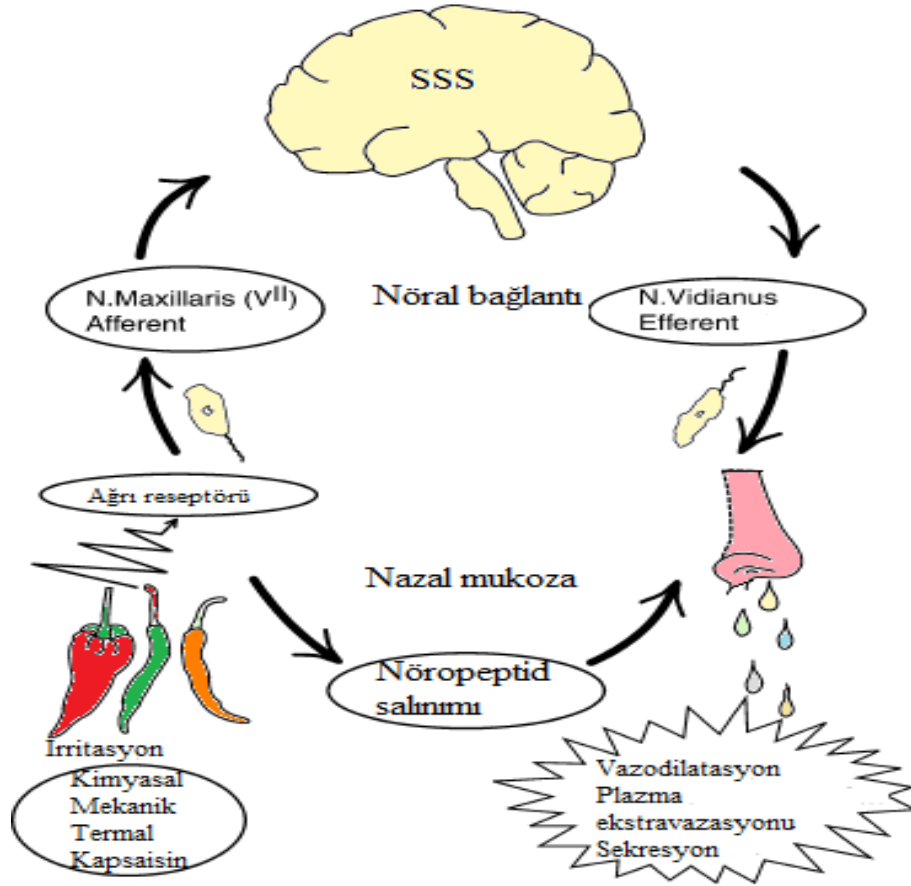 SSS
N.Maxillaris (Vᴵᴵ)
Afferent
Nöral bağlantı
N.Vidianus
Efferent
Ağrı reseptörü
Nazal mukoza
Nöropeptid
salınımı
İrritasyon
Kimyasal
Mekanik
Termal
Kapsaisin
Vazodilatasyon
Plazma
ekstravazasyonu
Sekresyon